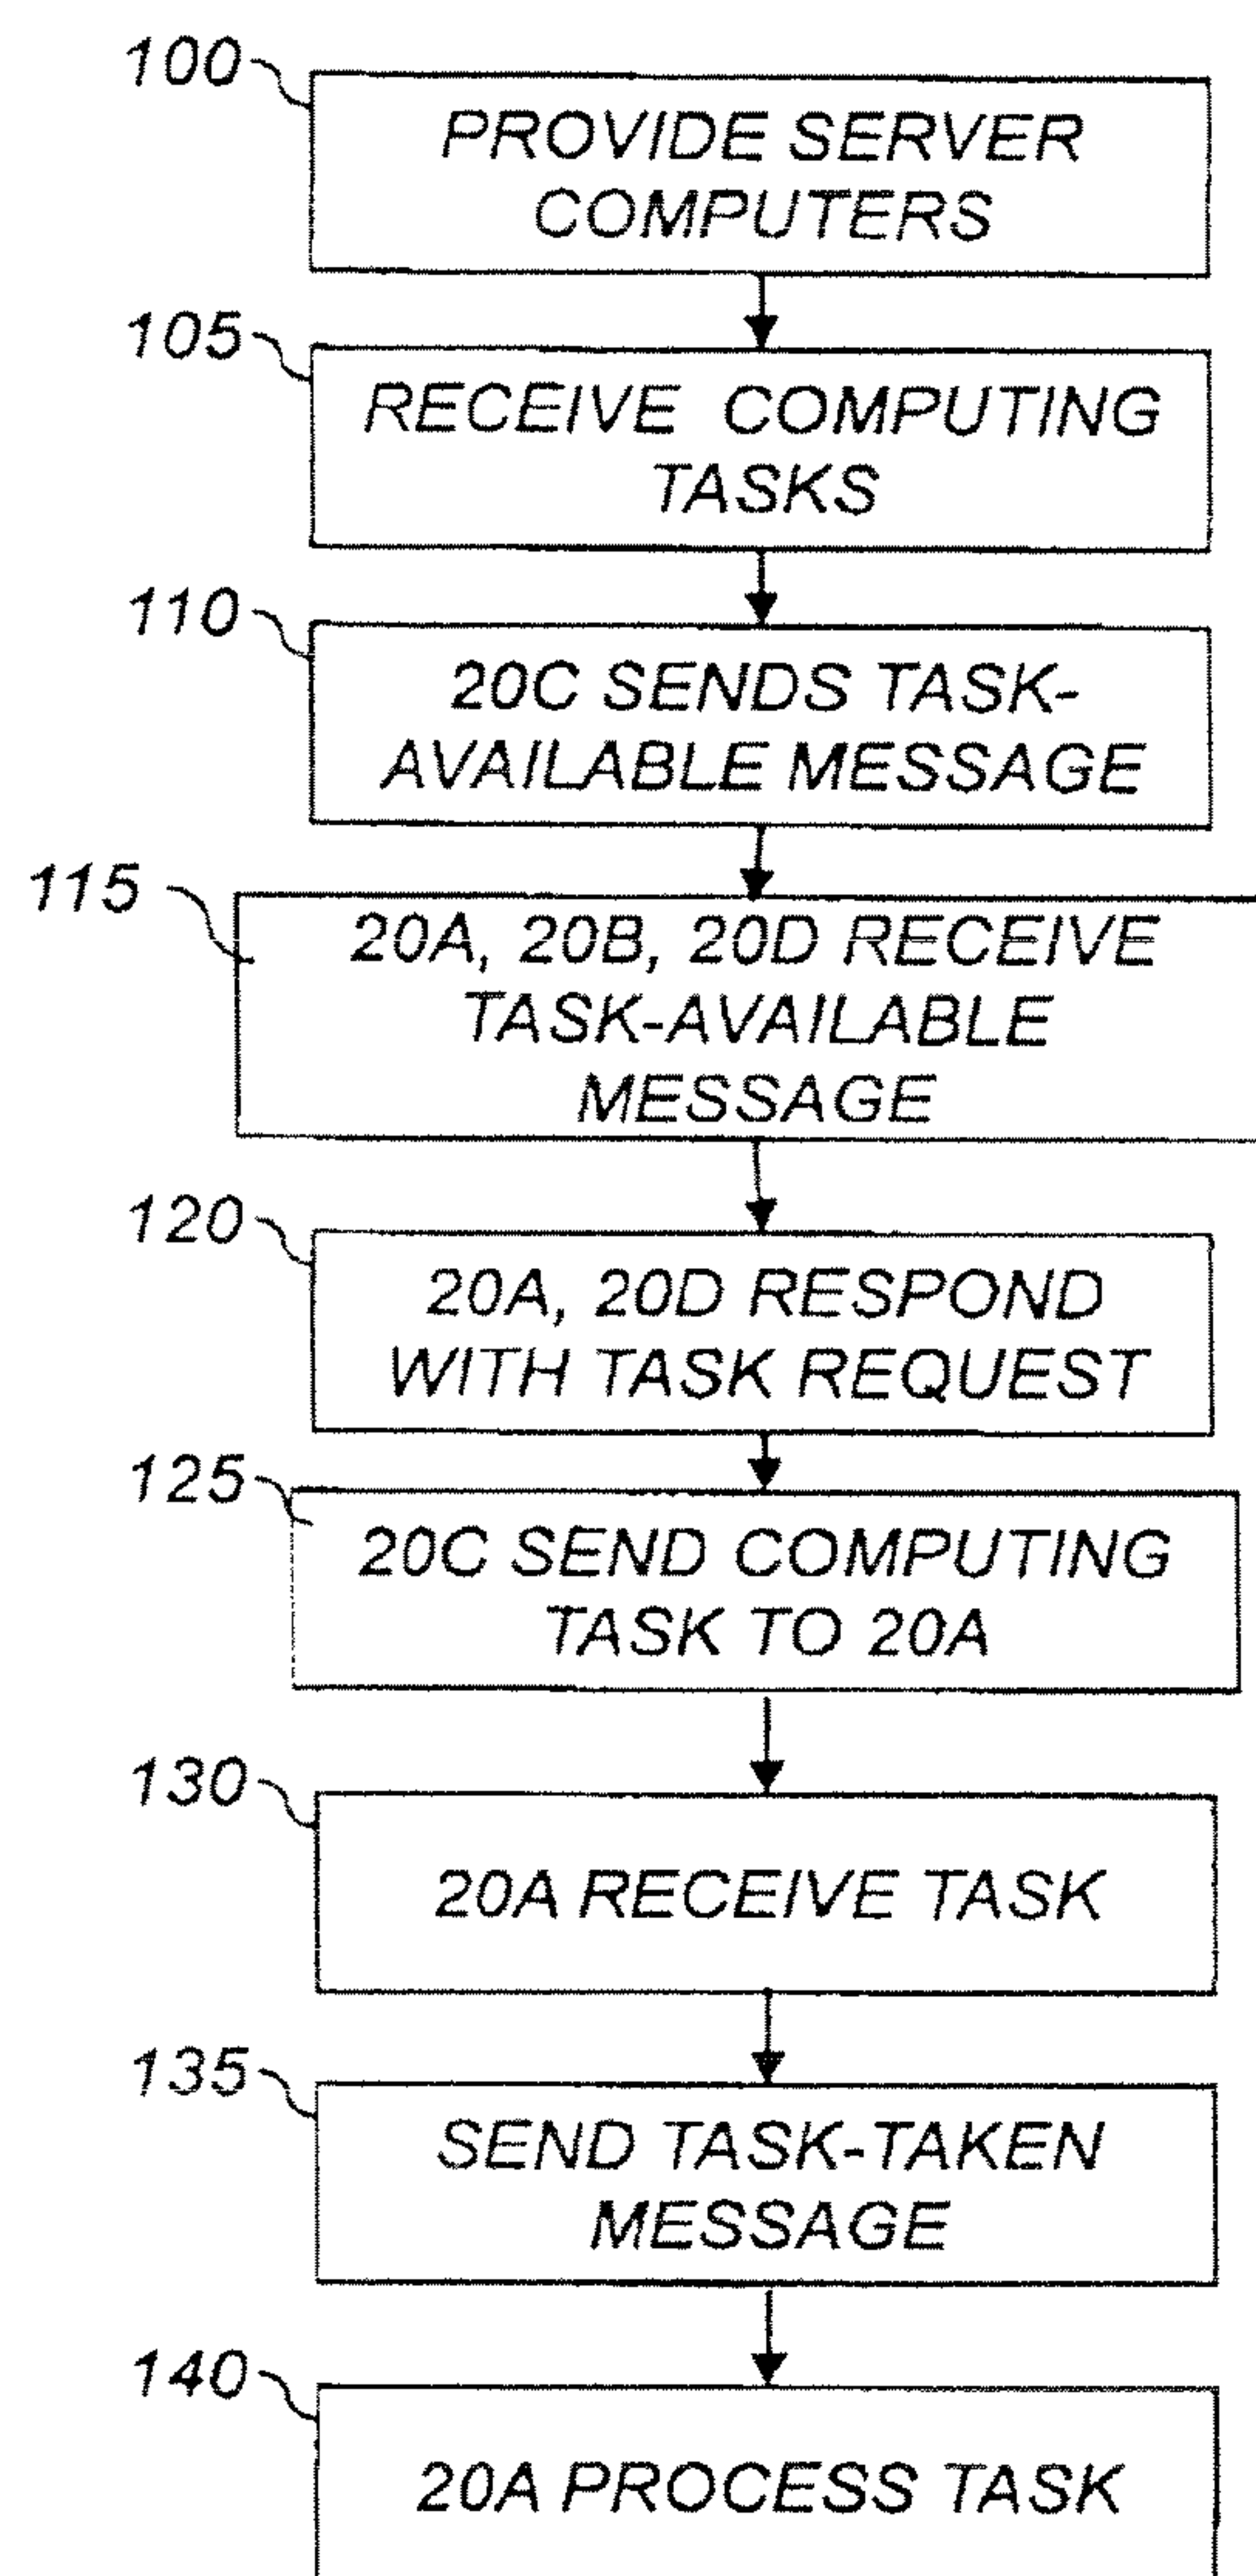 100
PROVIDE SERVER
COMPUTERS
105
RECEIVE COMPUTING
TASKS
110
20C SENDS TASK-
AVAILABLE MESSAGE
115
20A, 20B, 20D RECEIVE
TASK-AVAILABLE
MESSAGE
120
20A, 20D RESPOND
WITH TASK REQUEST
125
20C SEND COMPUTING
TASK TO 20A
130
20A RECEIVE TASK
135
SEND TASK-TAKEN
MESSAGE
140
20A PROCESS TASK